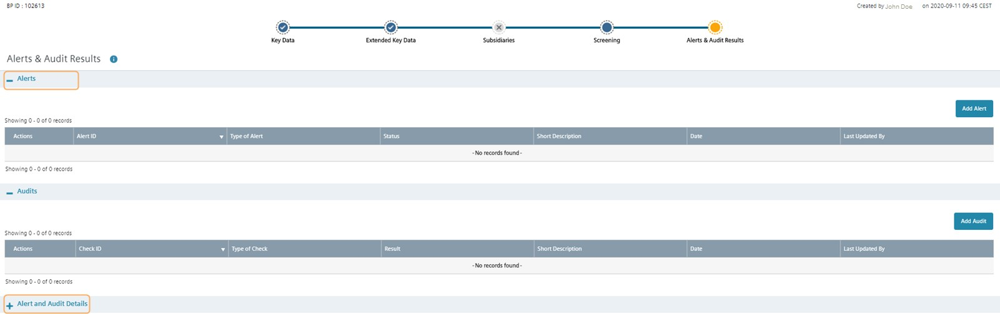 BP ID : 102613
Created by John Doe on 2020-09-11 09:45 CEST
Key Data Extended Key Data Subsidiaries Screening Alerts & Audit Results
Alerts & Audit Results
Alerts
Add Alert
Showing 0 - 0 of 0 records
Actions Alert ID Type of Alert Status Short Description Date Last Updated By
- No records found -
Showing 0 - 0 of 0 records
Audits
Add Audit
Showing 0 - 0 of 0 records
Actions Check ID Type of Check Result Short Description Date Last Updated By
- No records found -
Showing 0 - 0 of 0 records
Alert and Audit Details